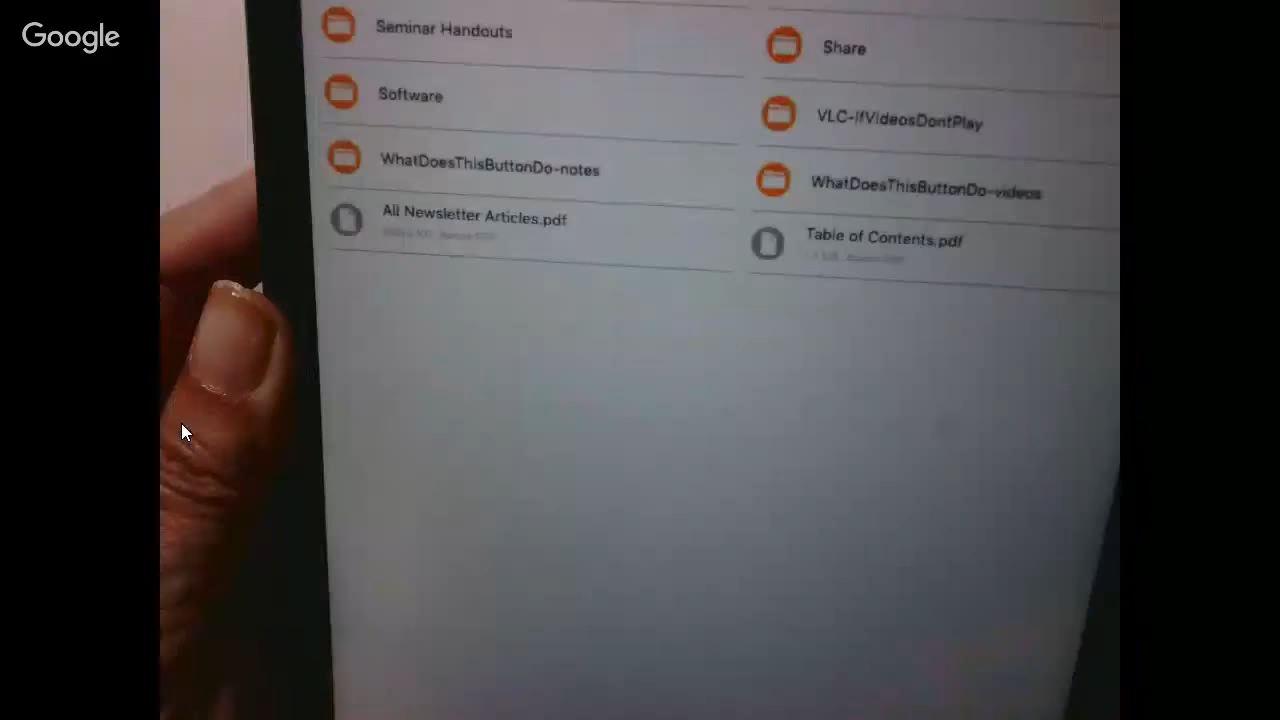 Google
Seminar Handouts
Share
Software
VLC-IfVideosDontPlay
WhatDoesThisButtonDo-notes
WhatDoesThisButtonDo-videos
All Newsletter Articles.pdf
Table of Contents.pdf